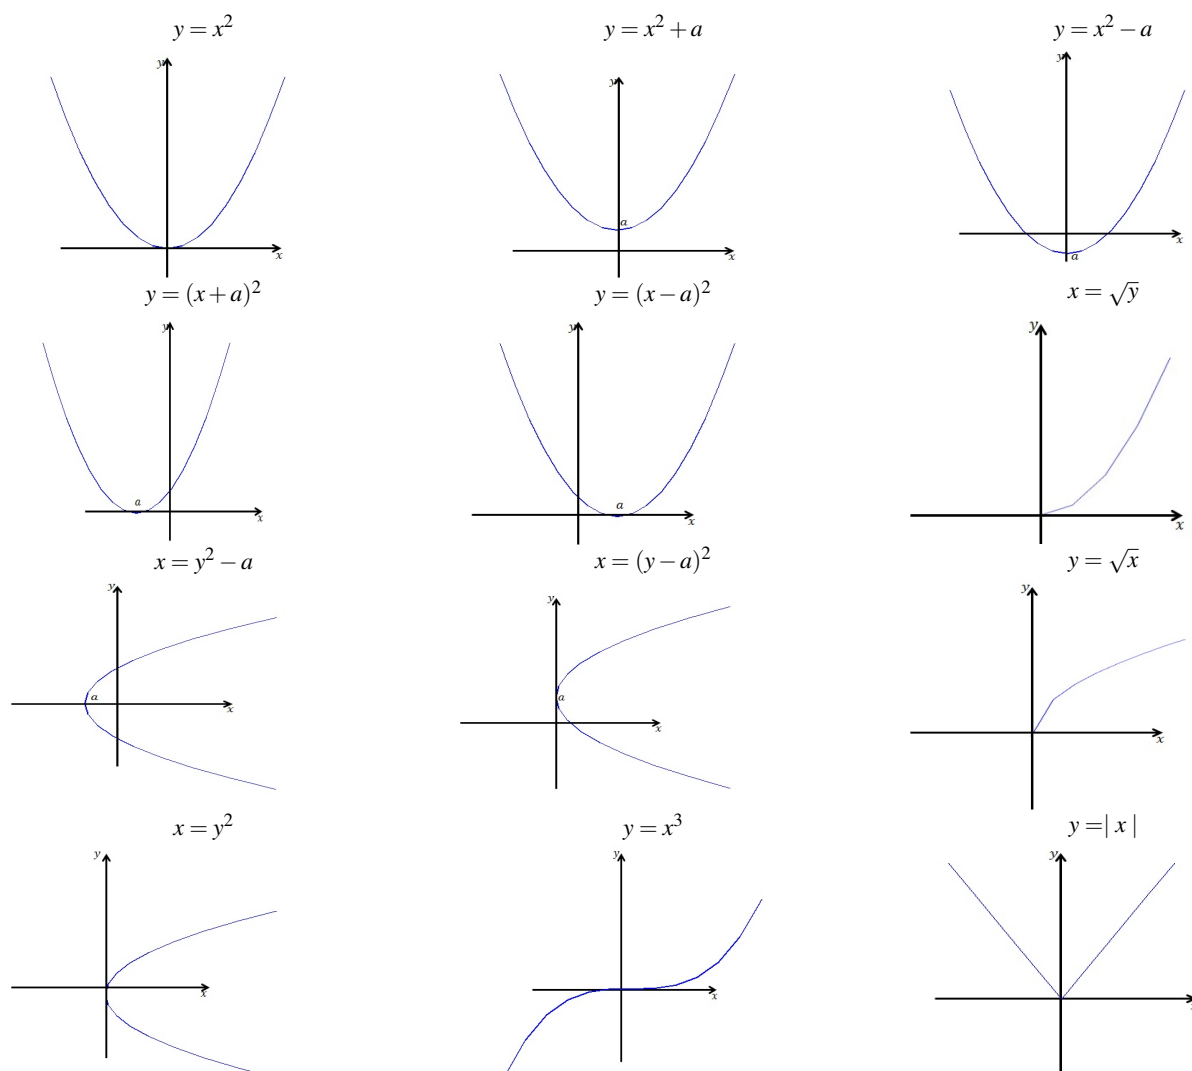 y = x² y = x² + a y = x² − a
y x y a x y a x
y = (x + a)² y = (x − a)² x = √y
y a x y a x y x
x = y² − a x = (y − a)² y = √x
y a x y a x y x
x = y² y = x³ y =| x |
y x y x y